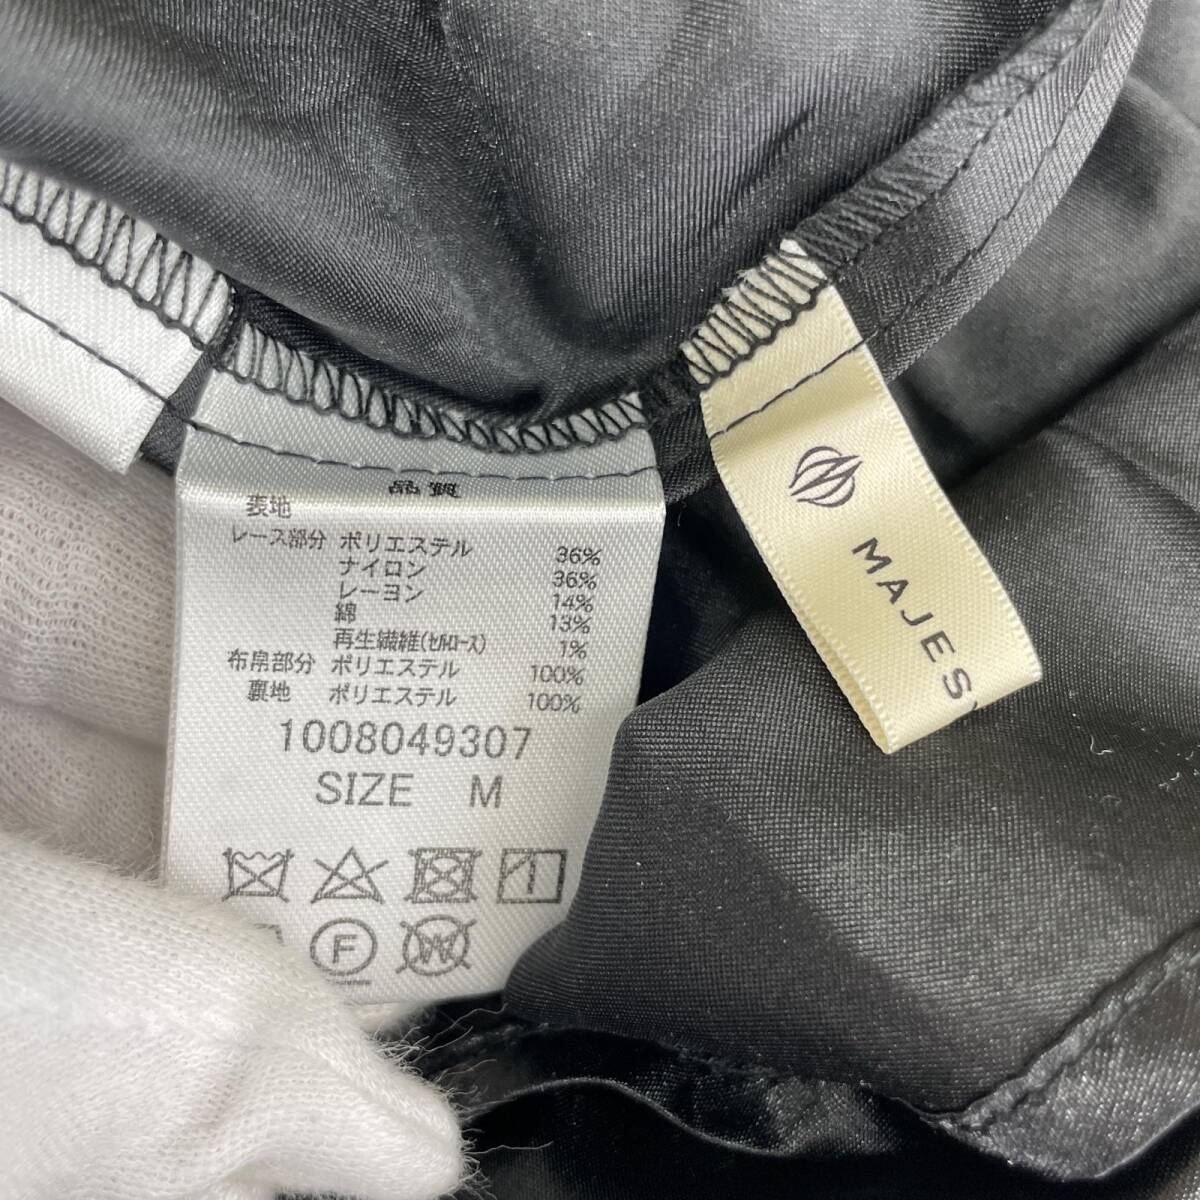 品質
表地
レース部分 ポリエステル 36%
ナイロン 36%
レーヨン 14%
綿 13%
再生繊維(セルロース) 1%
布帛部分 ポリエステル 100%
裏地 ポリエステル 100%
1008049307
SIZE M
F
W
MAJES